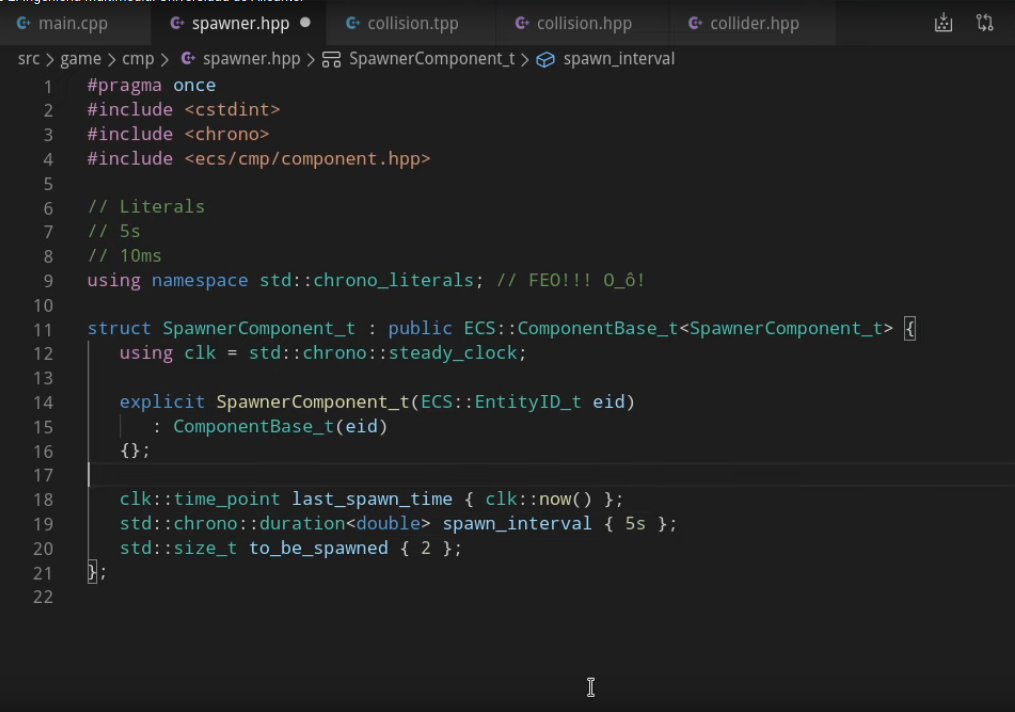 main.cpp spawner.hpp collision.tpp collision.hpp collider.hpp
src > game > cmp > spawner.hpp > SpawnerComponent_t > spawn_interval
1 #pragma once
2 #include <cstdint>
3 #include <chrono>
4 #include <ecs/cmp/component.hpp>
5
6 // Literals
7 // 5s
8 // 10ms
9 using namespace std::chrono_literals; // FEO!!! O_ô!
10
11 struct SpawnerComponent_t : public ECS::ComponentBase_t<SpawnerComponent_t> {
12 using clk = std::chrono::steady_clock;
13
14 explicit SpawnerComponent_t(ECS::EntityID_t eid)
15 : ComponentBase_t(eid)
16 {};
17
18 clk::time_point last_spawn_time { clk::now() };
19 std::chrono::duration<double> spawn_interval { 5s };
20 std::size_t to_be_spawned { 2 };
21 };
22